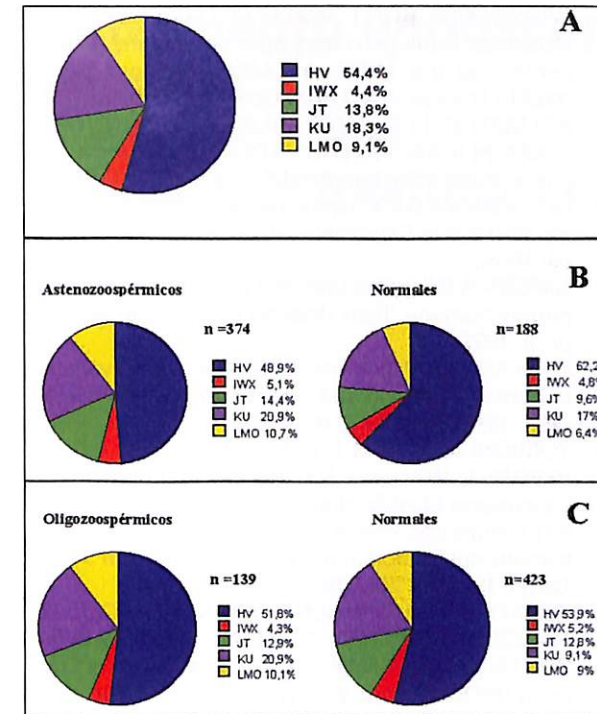 A
HV 54,4%
IWX 4,4%
JT 13,8%
KU 18,3%
LMO 9,1%
B
Astenozoospérmicos
n =374
HV 48,9%
IWX 5,1%
JT 14,4%
KU 20,9%
LMO 10,7%
Normales
n=188
HV 62,2
IWX 4,8%
JT 9,6%
KU 17%
LMO 6,4%
C
Oligozoospérmicos
n =139
HV 51,8%
IWX 4,3%
JT 12,9%
KU 20,9%
LMO 10,1%
Normales
n=423
HV 53,9%
IWX 5,2%
JT 12,8%
KU 9,1%
LMO 9%